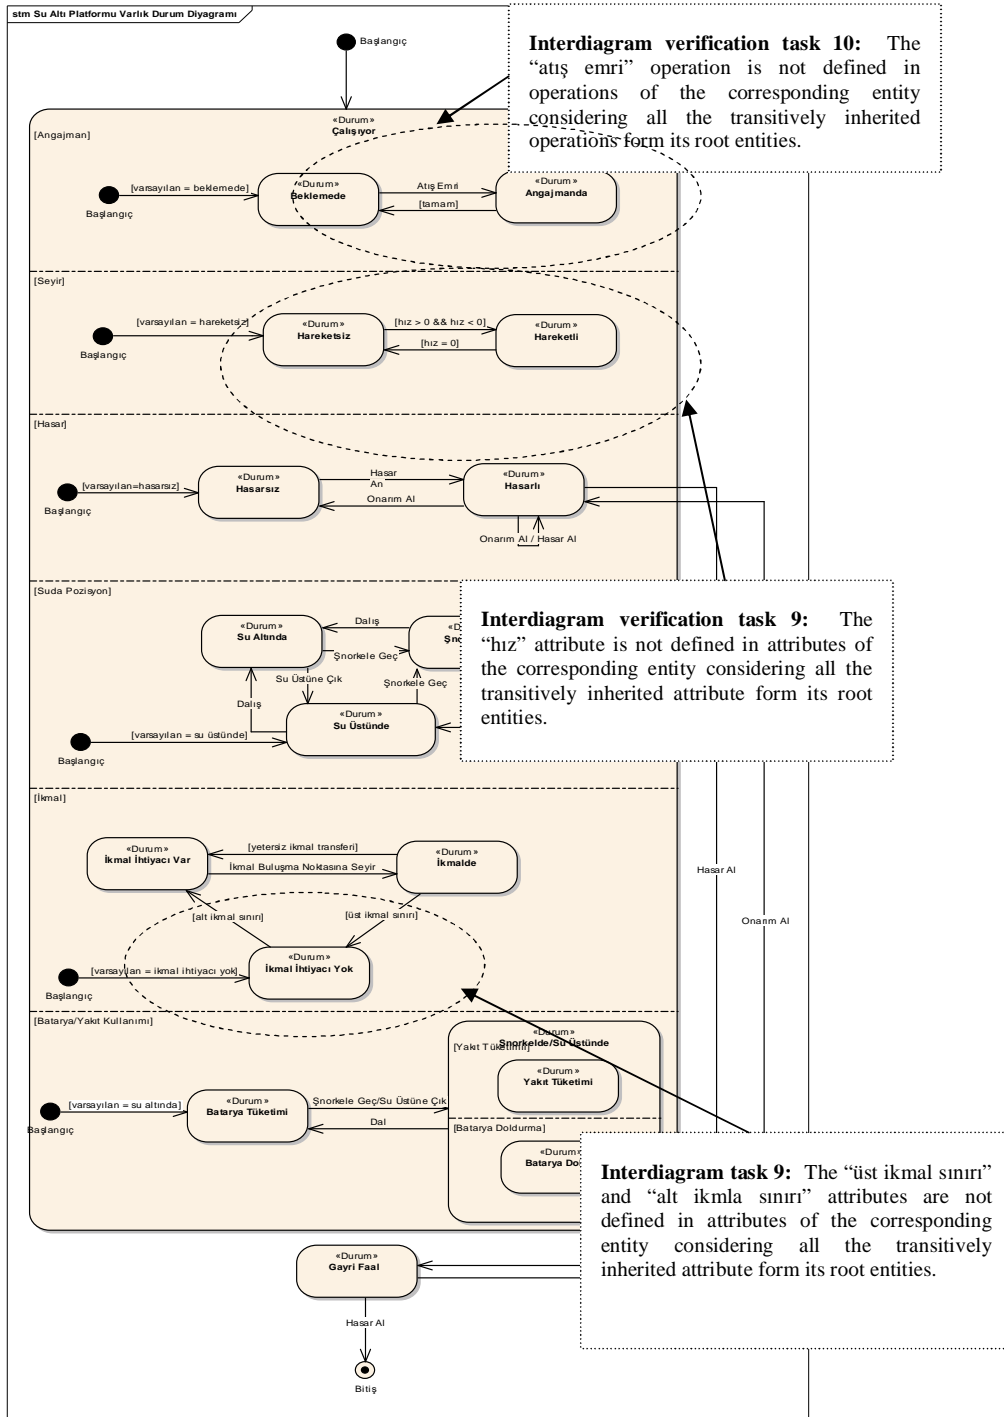 stm Su Altı Platformu Varlık Durum Diyagramı
Başlangıç
Interdiagram verification task 10: The
“atış emri” operation is not defined in
operations of the corresponding entity
considering all the transitively inherited
operations form its root entities.
«Durum»
Çalışıyor
[Angajman]
Başlangıç
[varsayılan = beklemede]
«Durum»
Beklemede
Atış Emri
[tamam]
«Durum»
Angajmanda
[Seyir]
Başlangıç
[varsayılan = hareketsiz]
«Durum»
Hareketsiz
[hız > 0 && hız < 0]
[hız = 0]
«Durum»
Hareketli
[Hasar]
Başlangıç
[varsayılan=hasarsız]
«Durum»
Hasarsız
Hasar
An
Onarım Al
«Durum»
Hasarlı
Onarım Al / Hasar Al
[Suda Pozisyon]
«Durum»
Su Altında
Dalış
Şnorkele Geç
«D
Şno
Su Üstüne Çık
Şnorkele Geç
Dalış
«Durum»
Su Üstünde
[varsayılan = su üstünde]
Başlangıç
Interdiagram verification task 9: The
“hız” attribute is not defined in attributes of
the corresponding entity considering all the
transitively inherited attribute form its root
entities.
[İkmal]
«Durum»
İkmal İhtiyacı Var
[yetersiz ikmal transferi]
İkmal Buluşma Noktasına Seyir
«Durum»
İkmalde
Hasar Al
Onarım Al
[alt ikmal sınırı]
[üst ikmal sınırı]
«Durum»
İkmal İhtiyacı Yok
[varsayılan = ikmal ihtiyacı yok]
Başlangıç
[Batarya/Yakıt Kullanımı]
«Durum»
Şnorkelde/Su Üstünde
[Yakıt Tüketimi]
«Durum»
Yakıt Tüketimi
Başlangıç
[varsayılan = su altında]
«Durum»
Batarya Tüketimi
Şnorkele Geç/Su Üstüne Çık
Dal
[Batarya Doldurma]
«Durum»
Batarya Do
Interdiagram task 9: The “üst ikmal sınırı”
and “alt ikmla sınırı” attributes are not
defined in attributes of the corresponding
entity considering all the transitively
inherited attribute form its root entities.
«Durum»
Gayri Faal
Hasar Al
Bitiş